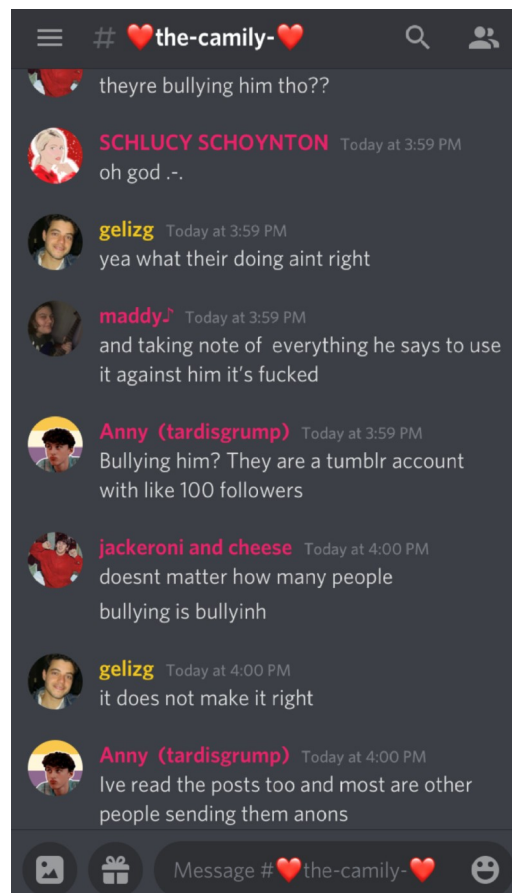 # ❤️the-camily-❤️
theyre bullying him tho??
SCHLUCY SCHOYNTON Today at 3:59 PM
oh god .-.
gelizg Today at 3:59 PM
yea what their doing aint right
maddy♪ Today at 3:59 PM
and taking note of everything he says to use
it against him it's fucked
Anny (tardisgrump) Today at 3:59 PM
Bullying him? They are a tumblr account
with like 100 followers
jackeroni and cheese Today at 4:00 PM
doesnt matter how many people
bullying is bullyinh
gelizg Today at 4:00 PM
it does not make it right
Anny (tardisgrump) Today at 4:00 PM
Ive read the posts too and most are other
people sending them anons
Message #❤️the-camily-❤️